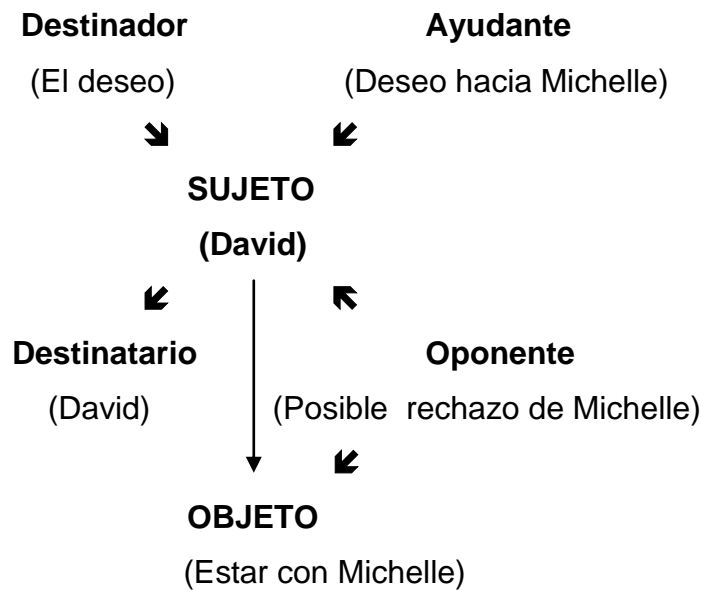 Destinador Ayudante
(El deseo) (Deseo hacia Michelle)
SUJETO
(David)
Destinatario Oponente
(David) (Posible rechazo de Michelle)
OBJETO
(Estar con Michelle)